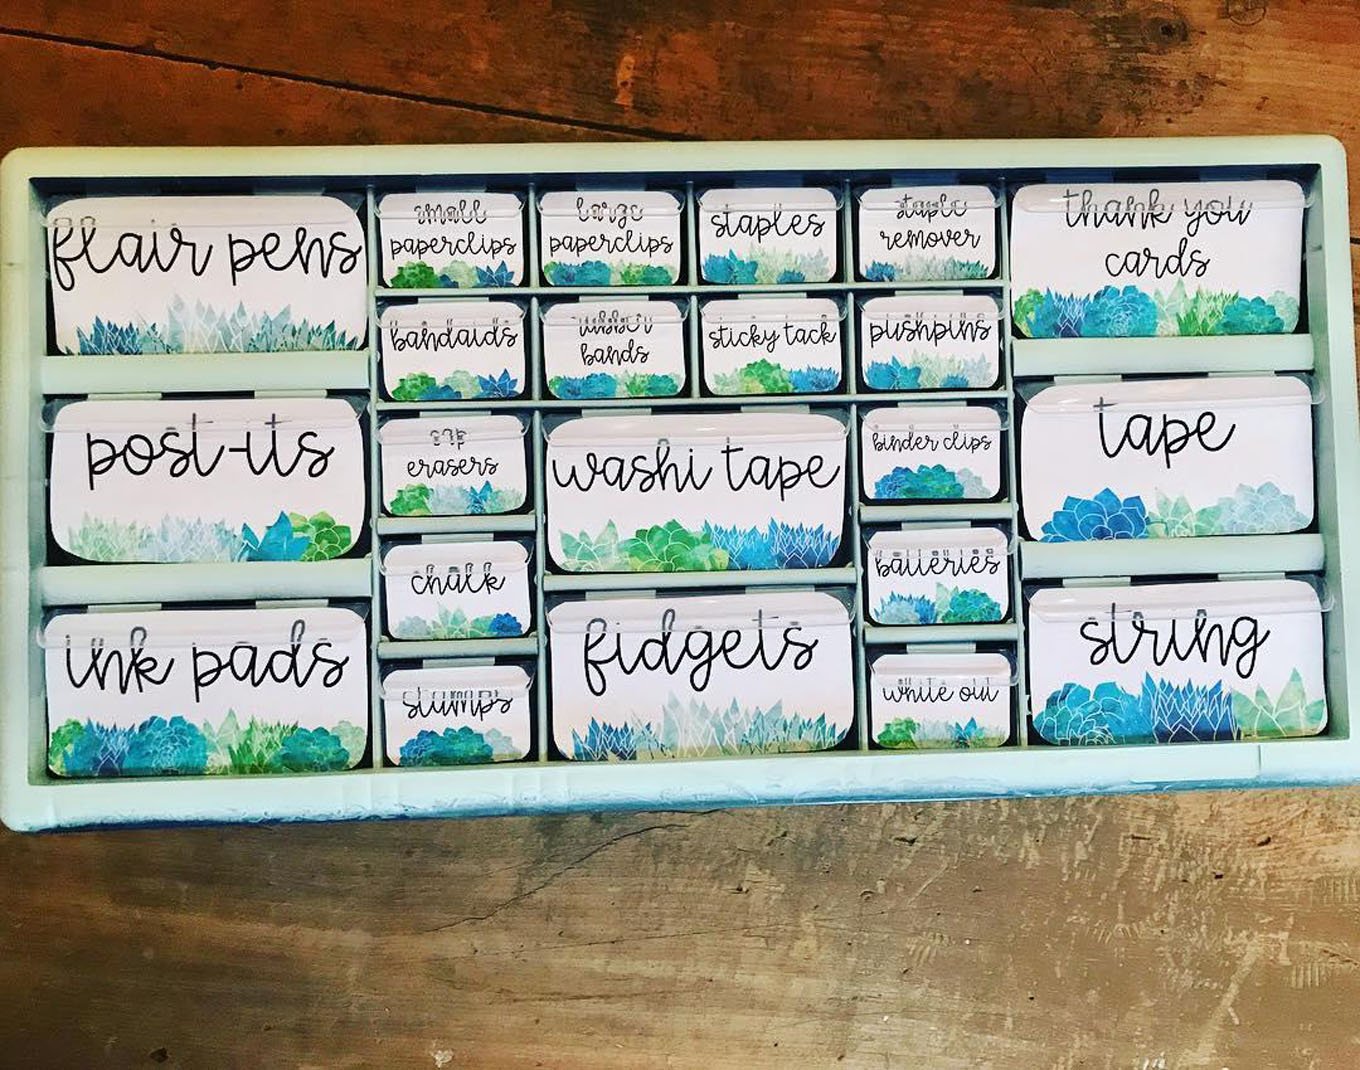 flair pens
small
paperclips
large
paperclips
staples
staple
remover
thank you
cards
bandaids
rubber
bands
sticky tack
pushpins
post-its
erasers
washi tape
binder clips
tape
chalk
batteries
ink pads
stamps
fidgets
white out
string